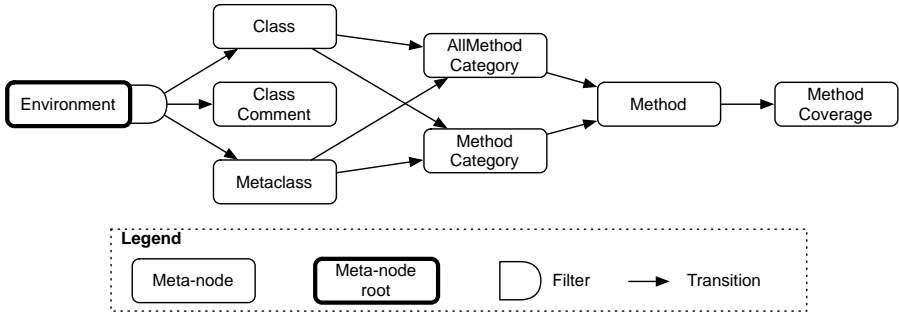 Class
AllMethod
Category
Environment
Class
Comment
Method
Method
Coverage
Method
Category
Metaclass
Legend
Meta-node
Meta-node
root
Filter
Transition